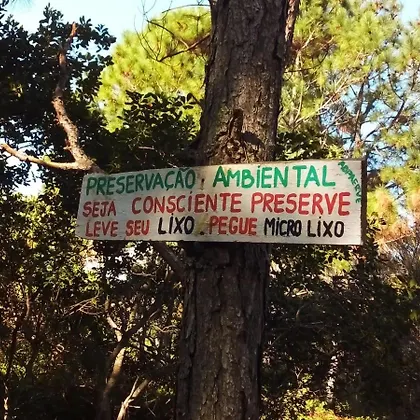 PRESERVAÇÃO AMBIENTAL
SEJA CONSCIENTE PRESERVE
LEVE SEU LIXO PEGUE MICRO LIXO